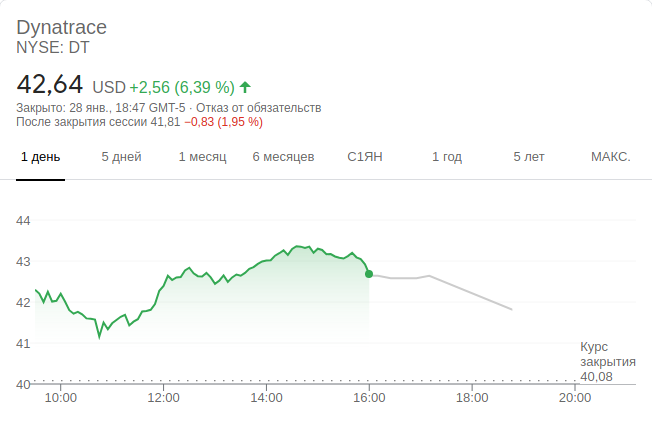 Dynatrace
NYSE: DT
42,64 USD +2,56 (6,39 %)
Закрыто: 28 янв., 18:47 GMT-5 · Отказ от обязательств
После закрытия сессии 41,81 −0,83 (1,95 %)
1 день 5 дней 1 месяц 6 месяцев С1ЯН 1 год 5 лет МАКС.
44
43
42
41
40
Курс
закрытия
40,08
10:00 12:00 14:00 16:00 18:00 20:00